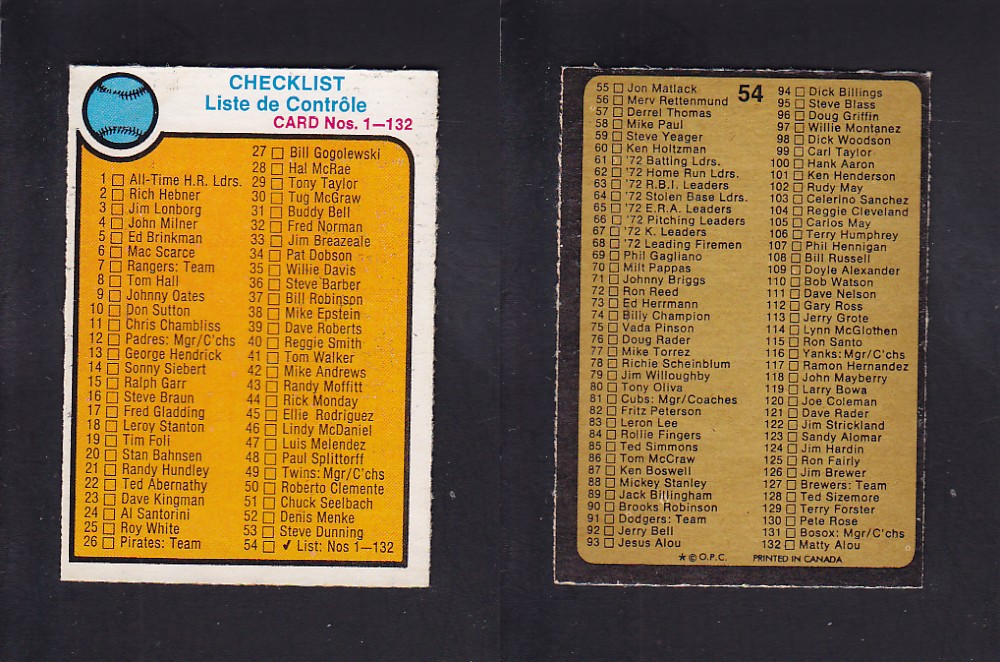 CHECKLIST
Liste de Contrôle
CARD Nos. 1—132
1 All-Time H.R. Ldrs.
2 Rich Hebner
3 Jim Lonborg
4 John Milner
5 Ed Brinkman
6 Mac Scarce
7 Rangers: Team
8 Tom Hall
9 Johnny Oates
10 Don Sutton
11 Chris Chambliss
12 Padres: Mgr/C'chs
13 George Hendrick
14 Sonny Siebert
15 Ralph Garr
16 Steve Braun
17 Fred Gladding
18 Leroy Stanton
19 Tim Foli
20 Stan Bahnsen
21 Randy Hundley
22 Ted Abernathy
23 Dave Kingman
24 Al Santorini
25 Roy White
26 Pirates: Team
27 Bill Gogolewski
28 Hal McRae
29 Tony Taylor
30 Tug McGraw
31 Buddy Bell
32 Fred Norman
33 Jim Breazeale
34 Pat Dobson
35 Willie Davis
36 Steve Barber
37 Bill Robinson
38 Mike Epstein
39 Dave Roberts
40 Reggie Smith
41 Tom Walker
42 Mike Andrews
43 Randy Moffitt
44 Rick Monday
45 Ellie Rodriguez
46 Lindy McDaniel
47 Luis Melendez
48 Paul Splittorff
49 Twins: Mgr/C'chs
50 Roberto Clemente
51 Chuck Seelbach
52 Denis Menke
53 Steve Dunning
54 ✓ List: Nos 1—132
54
55 Jon Matlack
56 Merv Rettenmund
57 Derrel Thomas
58 Mike Paul
59 Steve Yeager
60 Ken Holtzman
61 '72 Batting Ldrs.
62 '72 Home Run Ldrs.
63 '72 R.B.I. Leaders
64 '72 Stolen Base Ldrs.
65 '72 E.R.A. Leaders
66 '72 Pitching Leaders
67 '72 K. Leaders
68 '72 Leading Firemen
69 Phil Gagliano
70 Milt Pappas
71 Johnny Briggs
72 Ron Reed
73 Ed Herrmann
74 Billy Champion
75 Vada Pinson
76 Doug Rader
77 Mike Torrez
78 Richie Scheinblum
79 Jim Willoughby
80 Tony Oliva
81 Cubs: Mgr/Coaches
82 Fritz Peterson
83 Leron Lee
84 Rollie Fingers
85 Ted Simmons
86 Tom McCraw
87 Ken Boswell
88 Mickey Stanley
89 Jack Billingham
90 Brooks Robinson
91 Dodgers: Team
92 Jerry Bell
93 Jesus Alou
94 Dick Billings
95 Steve Blass
96 Doug Griffin
97 Willie Montanez
98 Dick Woodson
99 Carl Taylor
100 Hank Aaron
101 Ken Henderson
102 Rudy May
103 Celerino Sanchez
104 Reggie Cleveland
105 Carlos May
106 Terry Humphrey
107 Phil Hennigan
108 Bill Russell
109 Doyle Alexander
110 Bob Watson
111 Dave Nelson
112 Gary Ross
113 Jerry Grote
114 Lynn McGlothen
115 Ron Santo
116 Yanks: Mgr/C'chs
117 Ramon Hernandez
118 John Mayberry
119 Larry Bowa
120 Joe Coleman
121 Dave Rader
122 Jim Strickland
123 Sandy Alomar
124 Jim Hardin
125 Ron Fairly
126 Jim Brewer
127 Brewers: Team
128 Ted Sizemore
129 Terry Forster
130 Pete Rose
131 Bosox: Mgr/C'chs
132 Matty Alou
★ © O.P.C. PRINTED IN CANADA